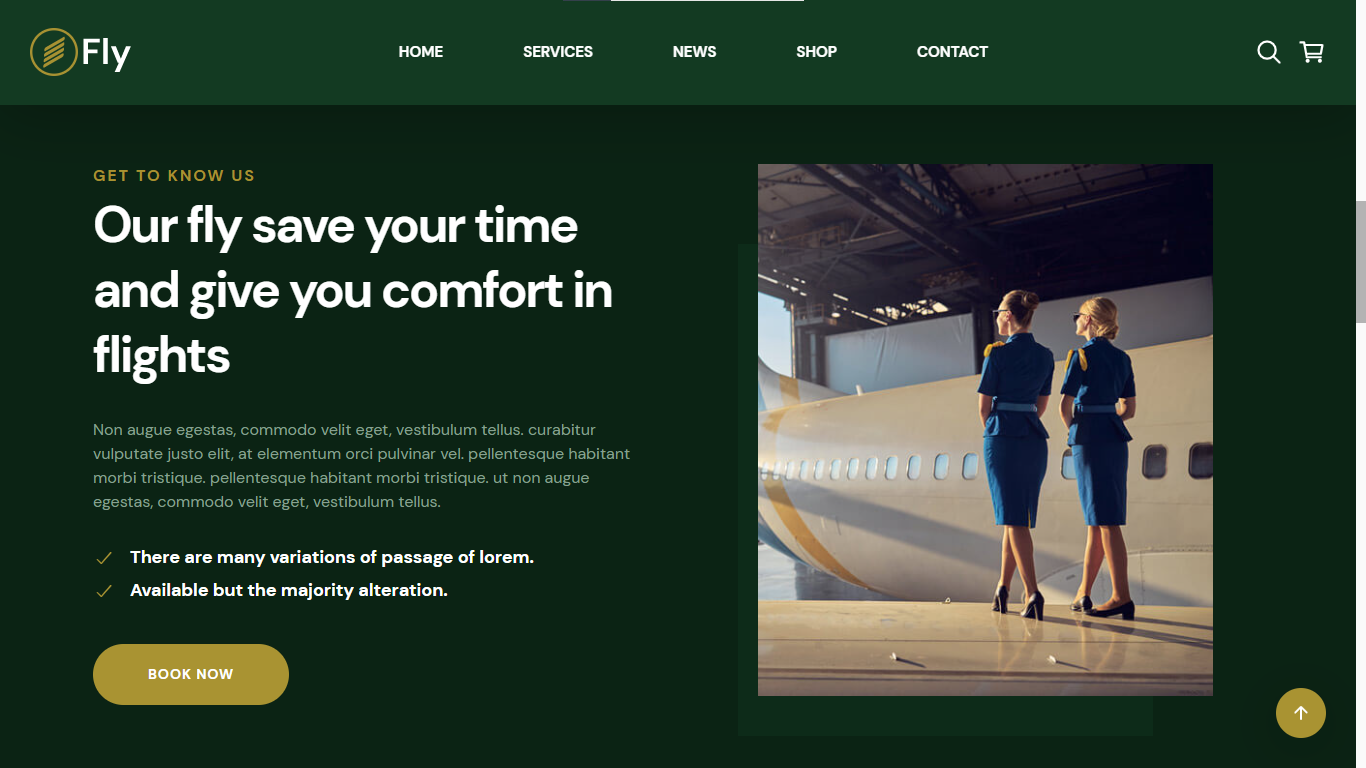 Fly
HOME
SERVICES
NEWS
SHOP
CONTACT
GET TO KNOW US
Our fly save your time
and give you comfort in
flights
Non augue egestas, commodo velit eget, vestibulum tellus. curabitur
vulputate justo elit, at elementum orci pulvinar vel. pellentesque habitant
morbi tristique. pellentesque habitant morbi tristique. ut non augue
egestas, commodo velit eget, vestibulum tellus.
There are many variations of passage of lorem.
Available but the majority alteration.
BOOK NOW